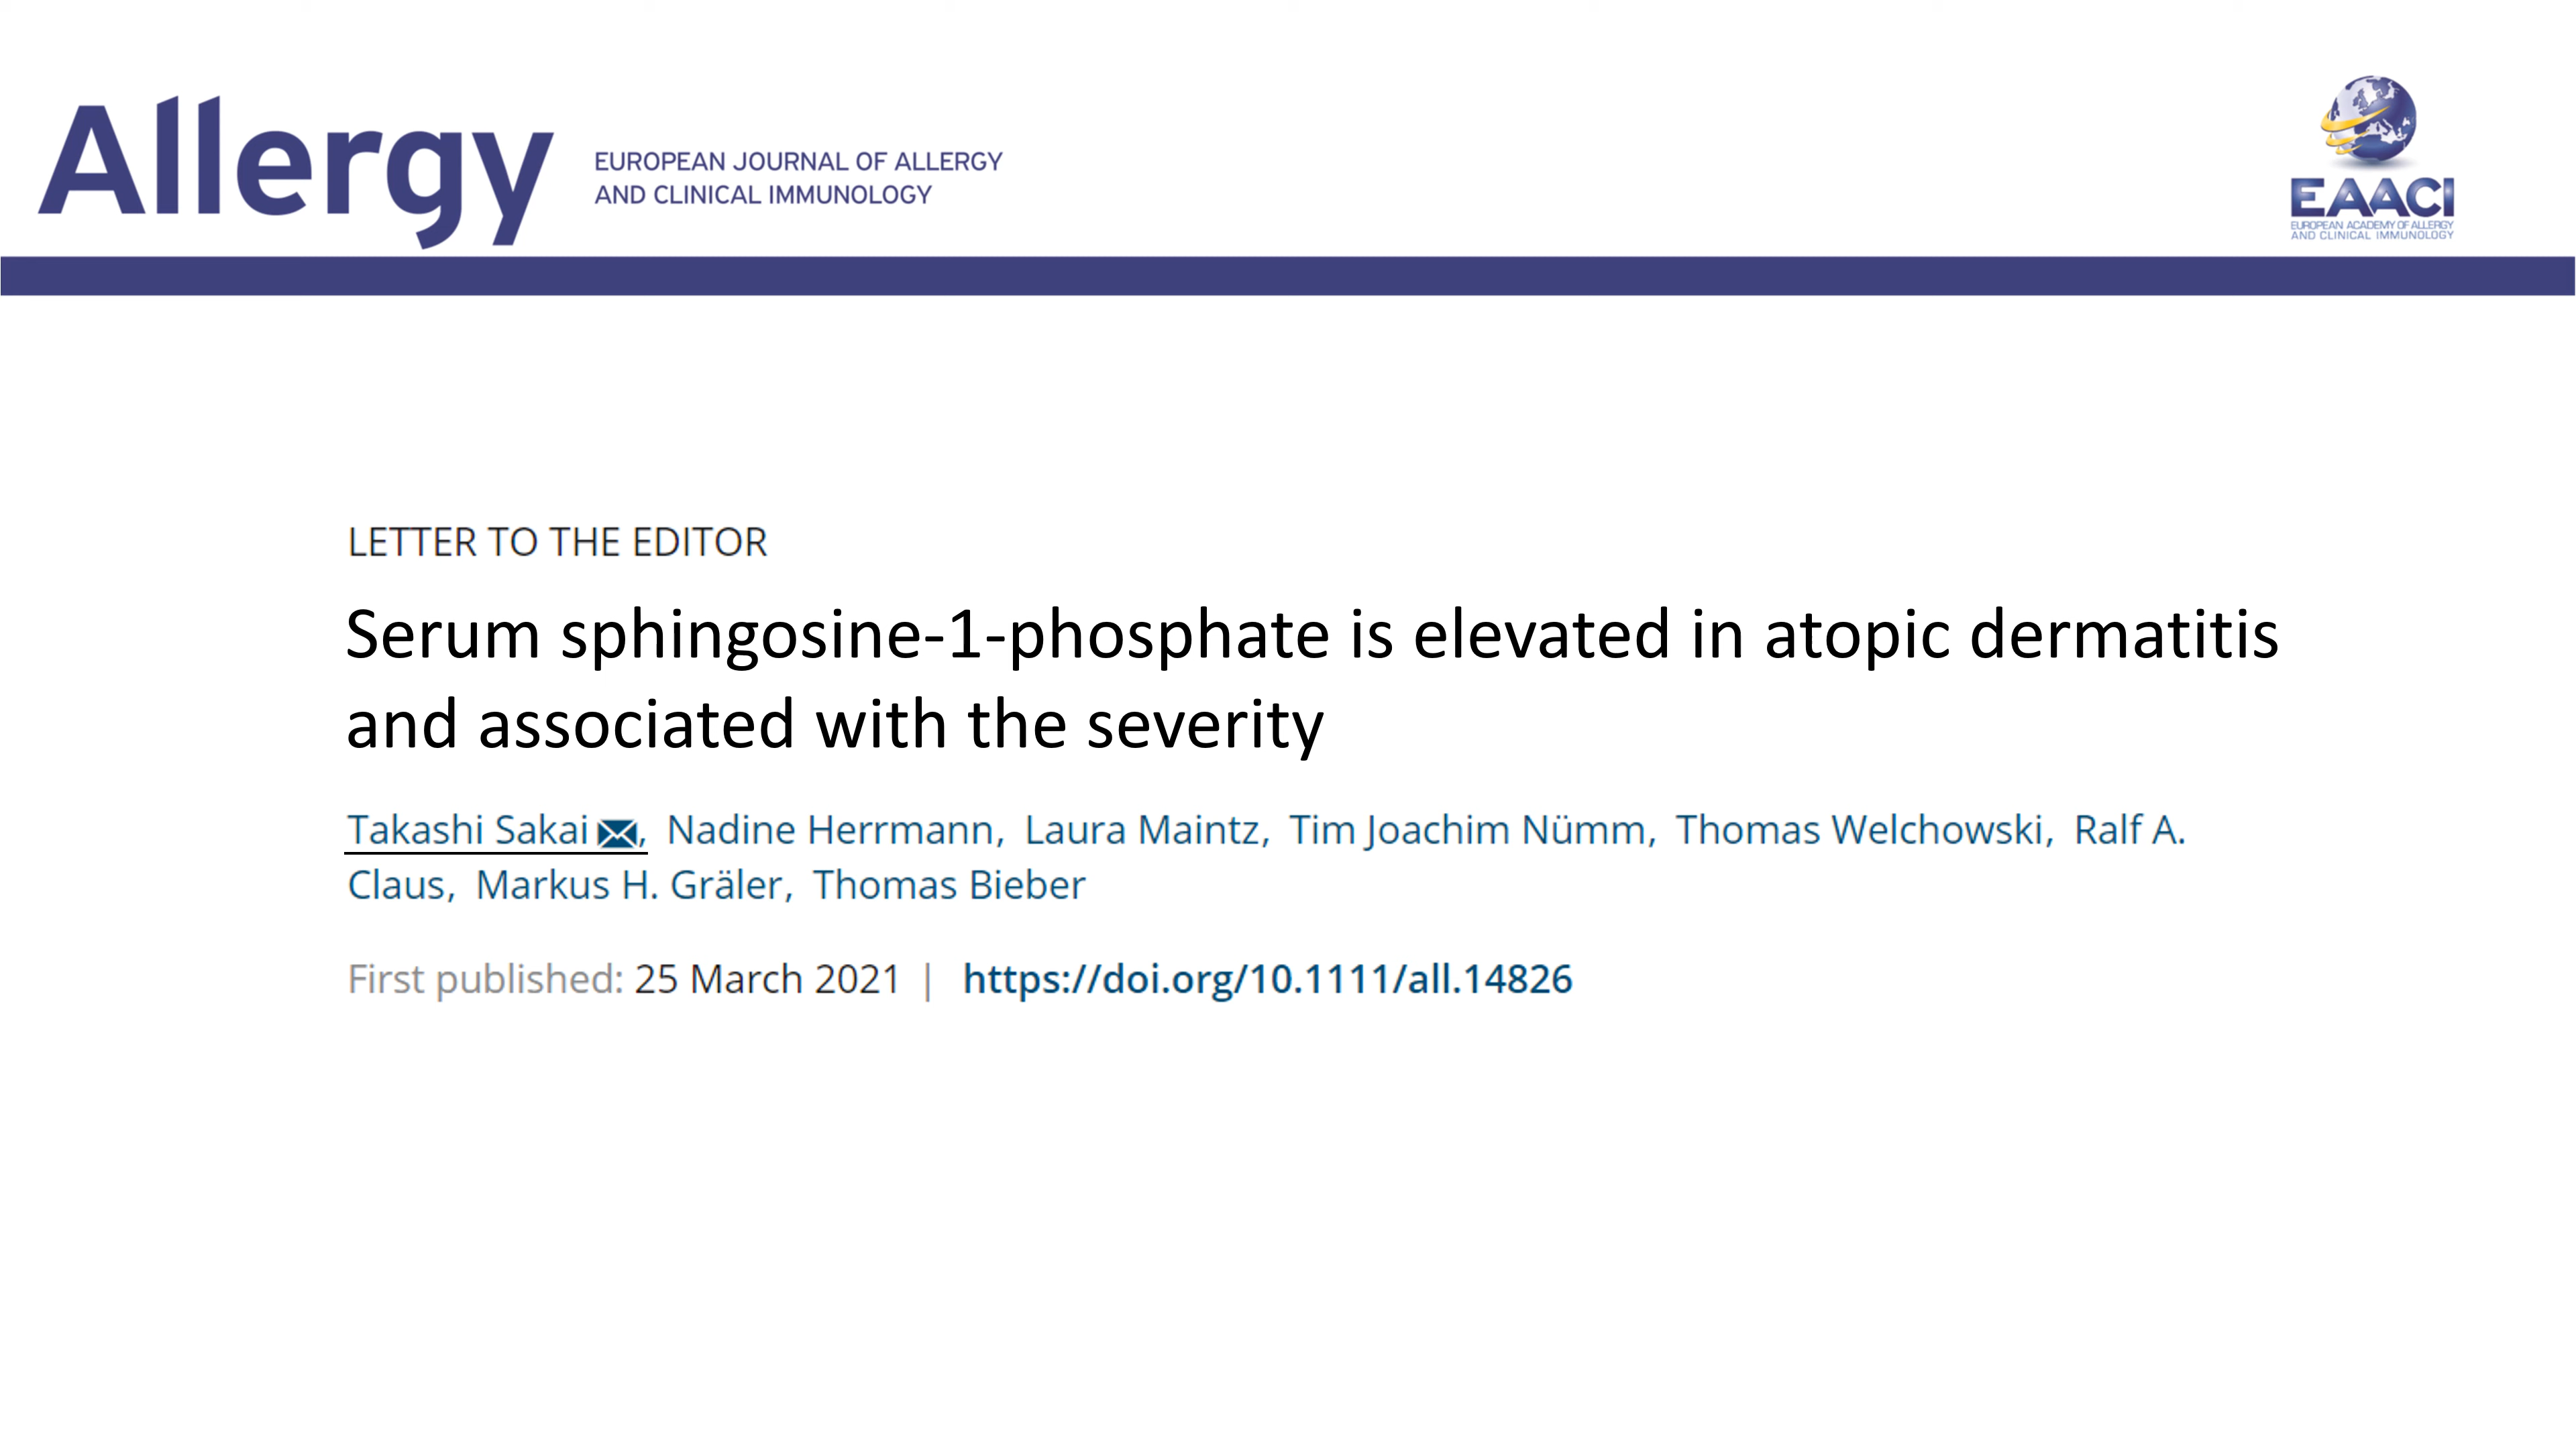 Allergy
EUROPEAN JOURNAL OF ALLERGY
AND CLINICAL IMMUNOLOGY
EAACI
EUROPEAN ACADEMY OF ALLERGY
AND CLINICAL IMMUNOLOGY
LETTER TO THE EDITOR
Serum sphingosine-1-phosphate is elevated in atopic dermatitis
and associated with the severity
Takashi Sakai, Nadine Herrmann, Laura Maintz, Tim Joachim Nümm, Thomas Welchowski, Ralf A.
Claus, Markus H. Gräler, Thomas Bieber
First published: 25 March 2021 | https://doi.org/10.1111/all.14826